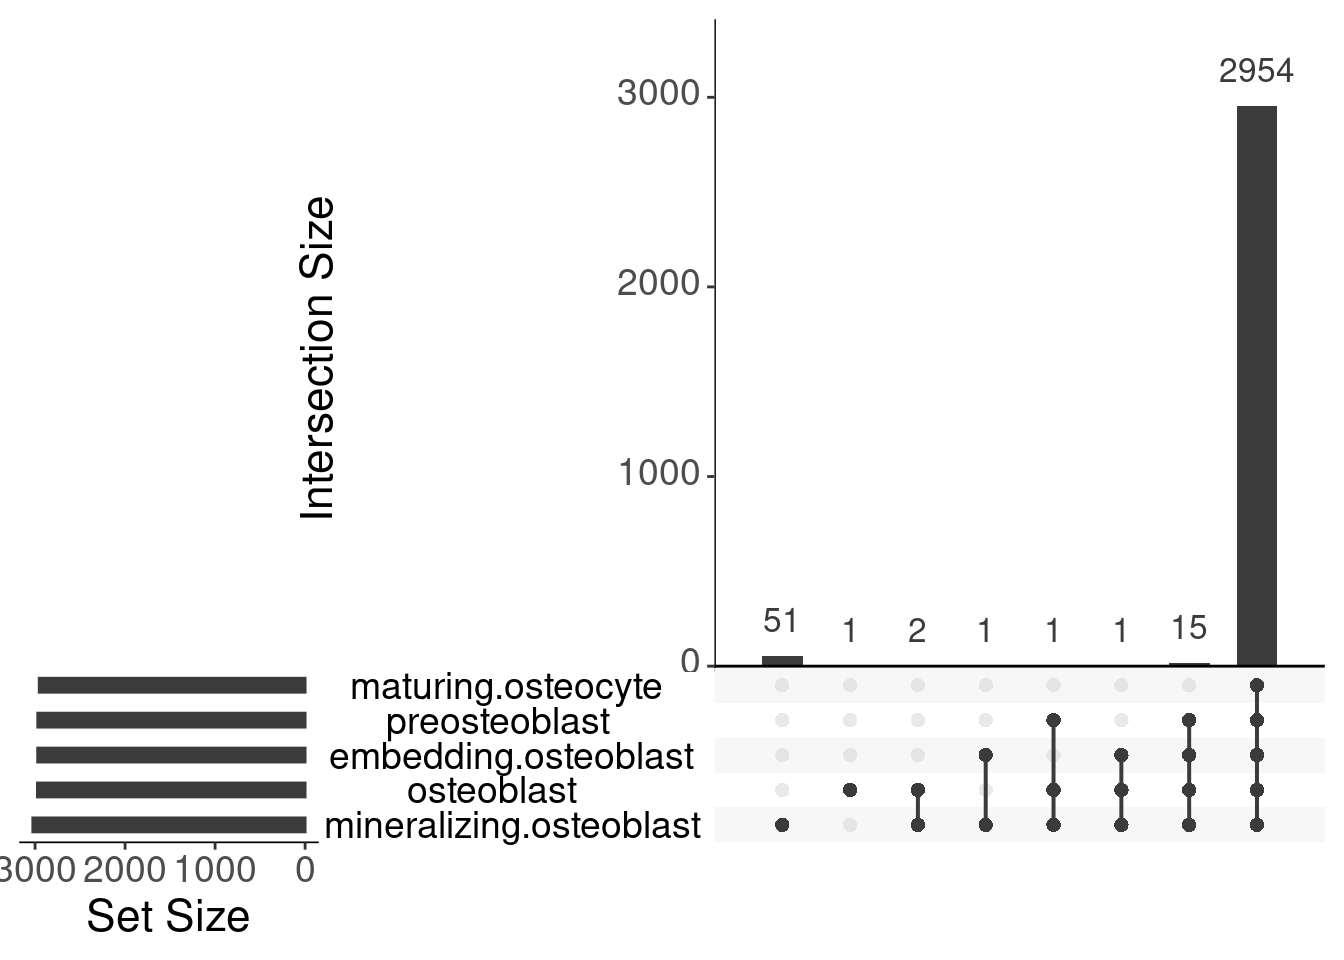 Intersection Size
3000
2000
1000
0
51
1
2
1
1
1
15
2954
maturing.osteocyte
preosteoblast
embedding.osteoblast
osteoblast
mineralizing.osteoblast
3000 2000 1000 0
Set Size